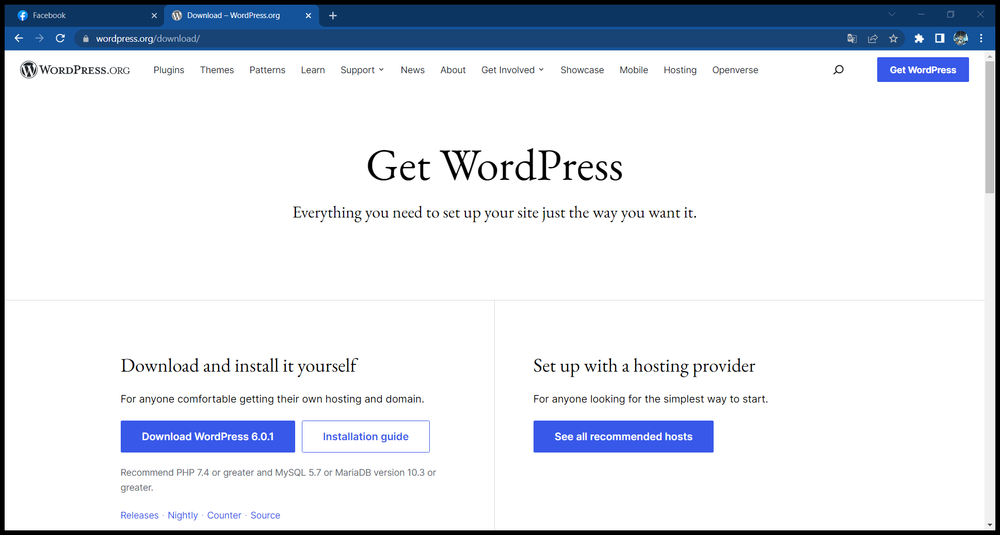 Facebook
Download – WordPress.org
wordpress.org/download/
WORDPRESS.ORG
Plugins
Themes
Patterns
Learn
Support
News
About
Get Involved
Showcase
Mobile
Hosting
Openverse
Get WordPress
Get WordPress
Everything you need to set up your site just the way you want it.
Download and install it yourself
For anyone comfortable getting their own hosting and domain.
Download WordPress 6.0.1
Installation guide
Recommend PHP 7.4 or greater and MySQL 5.7 or MariaDB version 10.3 or
greater.
Releases · Nightly · Counter · Source
Set up with a hosting provider
For anyone looking for the simplest way to start.
See all recommended hosts